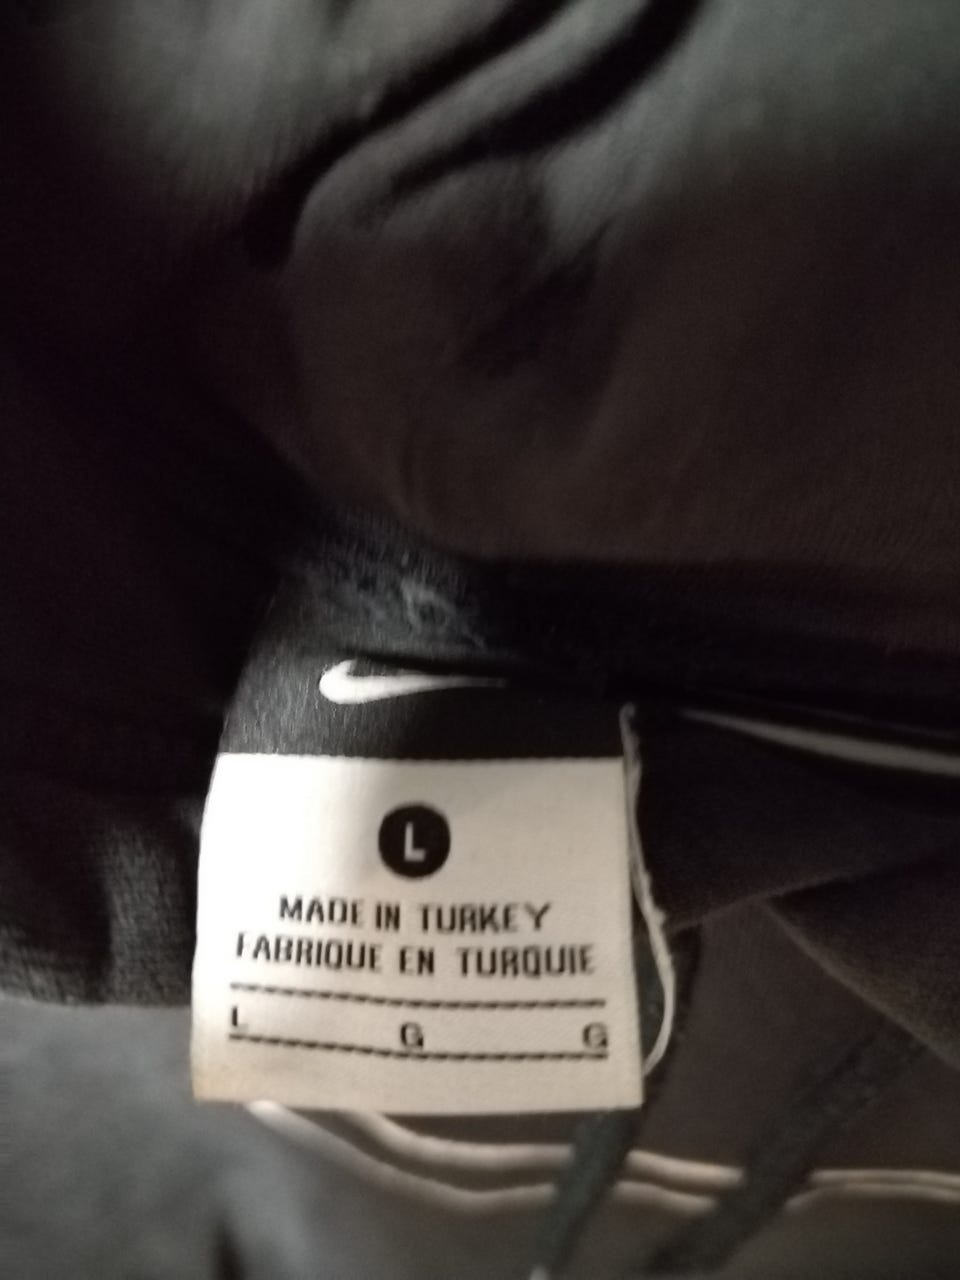 L
MADE IN TURKEY
FABRIQUE EN TURQUIE
L G G